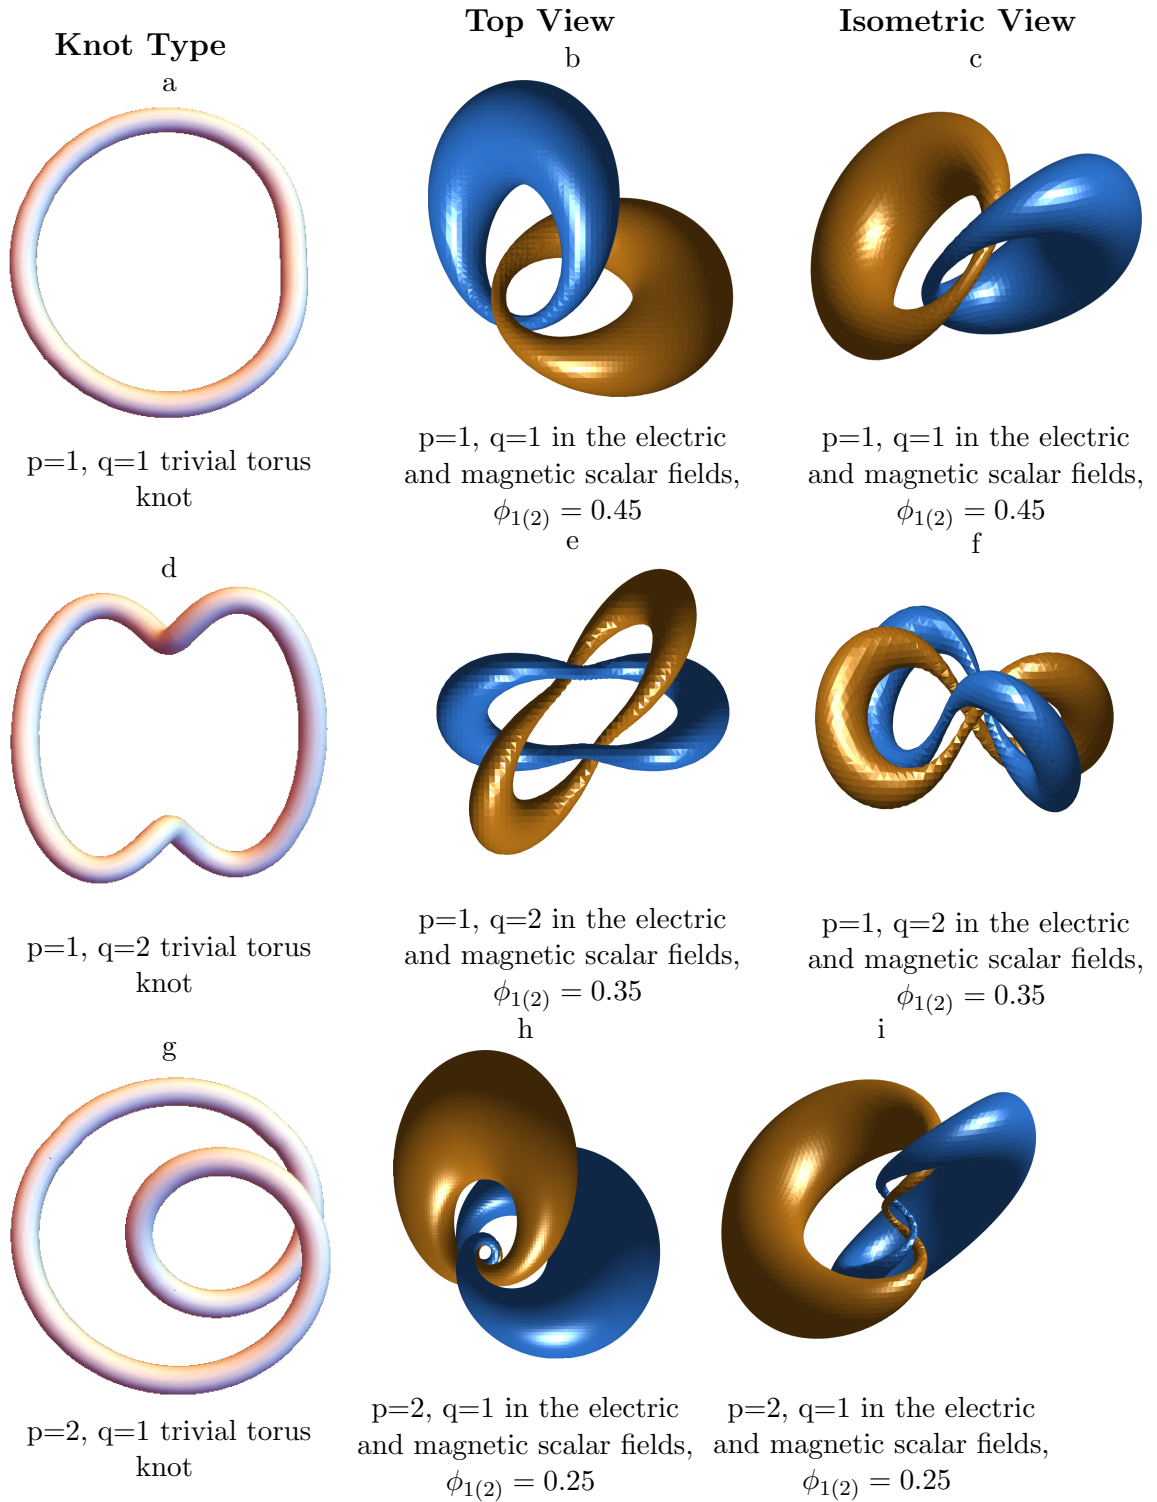 Knot Type
Top View
Isometric View
a
b
c
p=1, q=1 trivial torus
knot
p=1, q=1 in the electric
and magnetic scalar fields,
ϕ1(2) = 0.45
p=1, q=1 in the electric
and magnetic scalar fields,
ϕ1(2) = 0.45
d
e
f
p=1, q=2 trivial torus
knot
p=1, q=2 in the electric
and magnetic scalar fields,
ϕ1(2) = 0.35
p=1, q=2 in the electric
and magnetic scalar fields,
ϕ1(2) = 0.35
g
h
i
p=2, q=1 trivial torus
knot
p=2, q=1 in the electric
and magnetic scalar fields,
ϕ1(2) = 0.25
p=2, q=1 in the electric
and magnetic scalar fields,
ϕ1(2) = 0.25